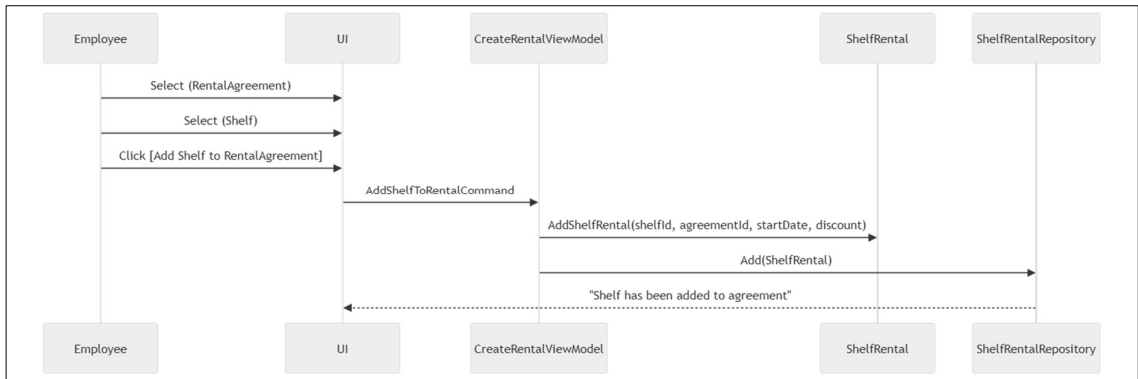 Employee
UI
CreateRentalViewModel
ShelfRental
ShelfRentalRepository
Select (RentalAgreement)
Select (Shelf)
Click [Add Shelf to RentalAgreement]
AddShelfToRentalCommand
AddShelfRental(shelfId, agreementId, startDate, discount)
Add(ShelfRental)
"Shelf has been added to agreement"
Employee
UI
CreateRentalViewModel
ShelfRental
ShelfRentalRepository